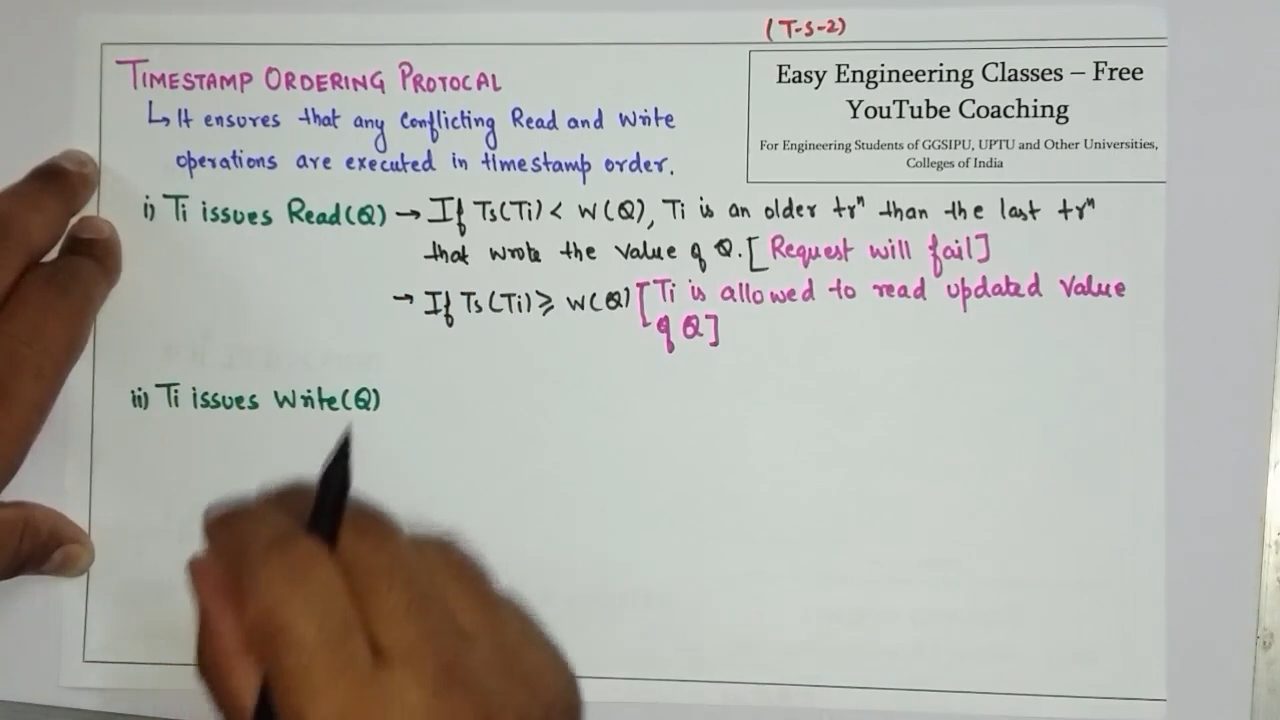 (T-S-2)
TIMESTAMP ORDERING PROTOCAL
Easy Engineering Classes – Free
YouTube Coaching
For Engineering Students of GGSIPU, UPTU and Other Universities,
Colleges of India
↳ It ensures that any Conflicting Read and Write
operations are executed in timestamp order.
i) Ti issues Read(Q) → If Ts(Ti) < W(Q), Ti is an older trⁿ than the last trⁿ
that wrote the value of Q. [Request will fail]
→ If Ts(Ti) ≥ W(Q) [Ti is allowed to read updated value
of Q]
ii) Ti issues Write(Q)